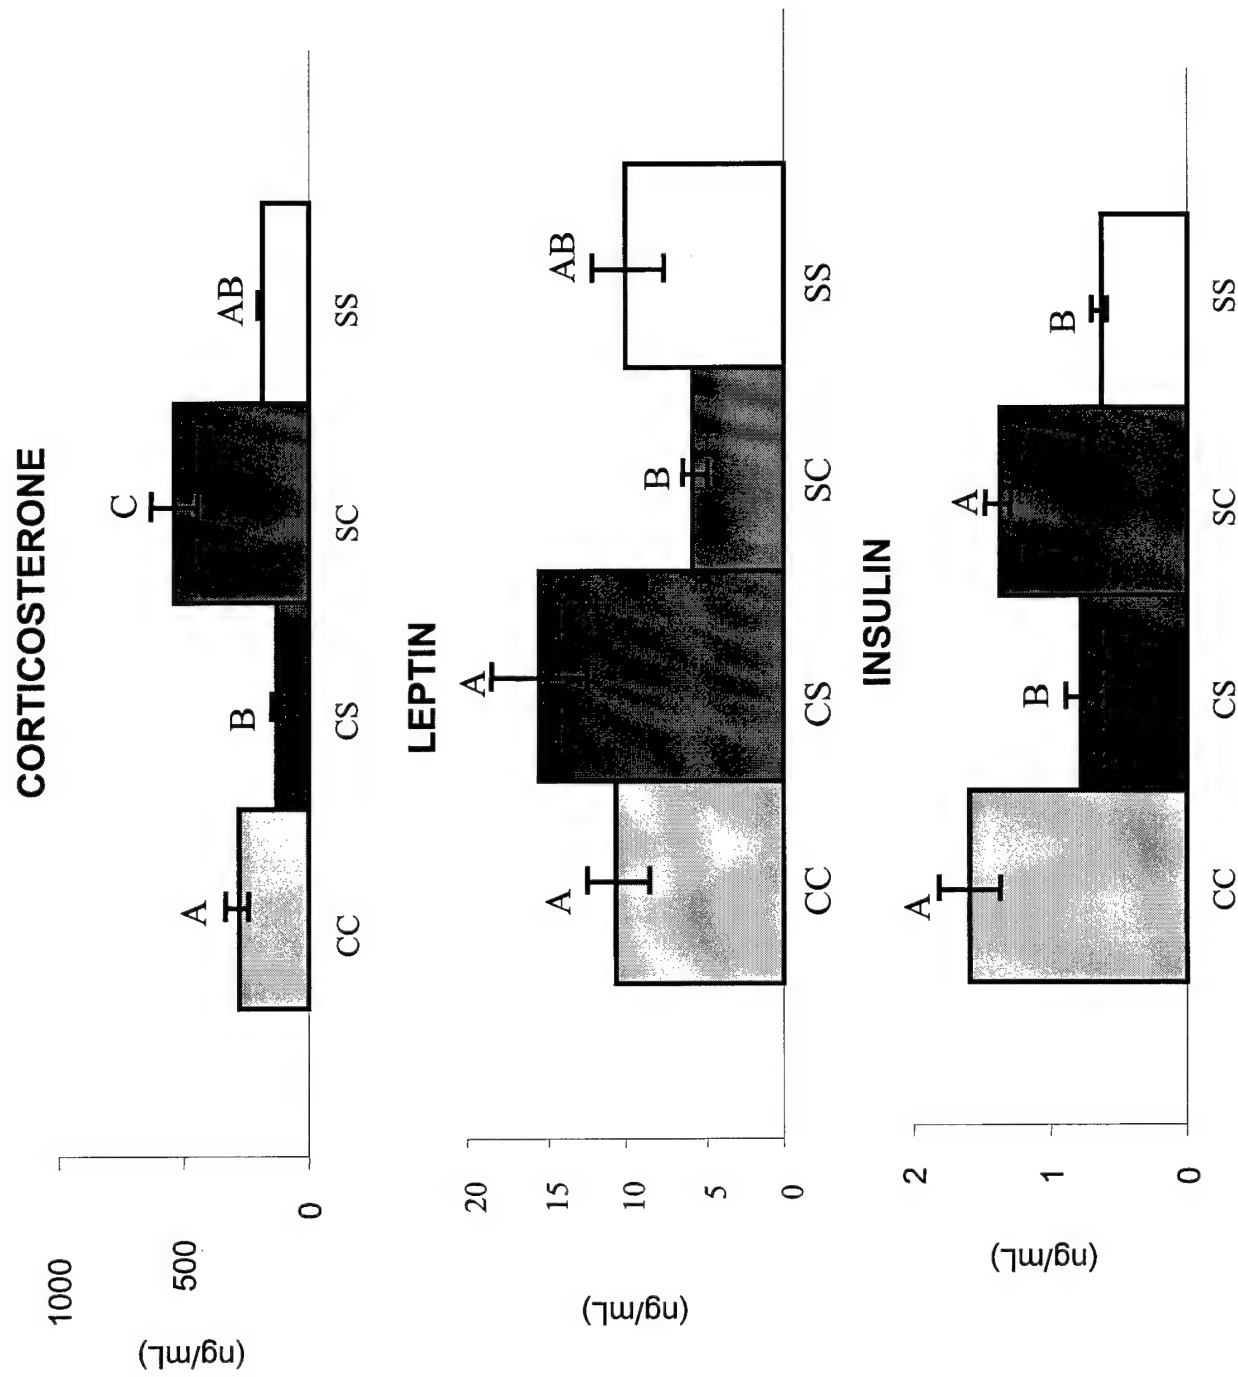 CORTICOSTERONE
1000
500
0
(ng/mL)
A
B
C
AB
CC
CS
SC
SS
LEPTIN
20
15
10
5
0
(ng/mL)
A
A
B
AB
CC
CS
SC
SS
INSULIN
2
1
0
(ng/mL)
A
B
A
B
CC
CS
SC
SS